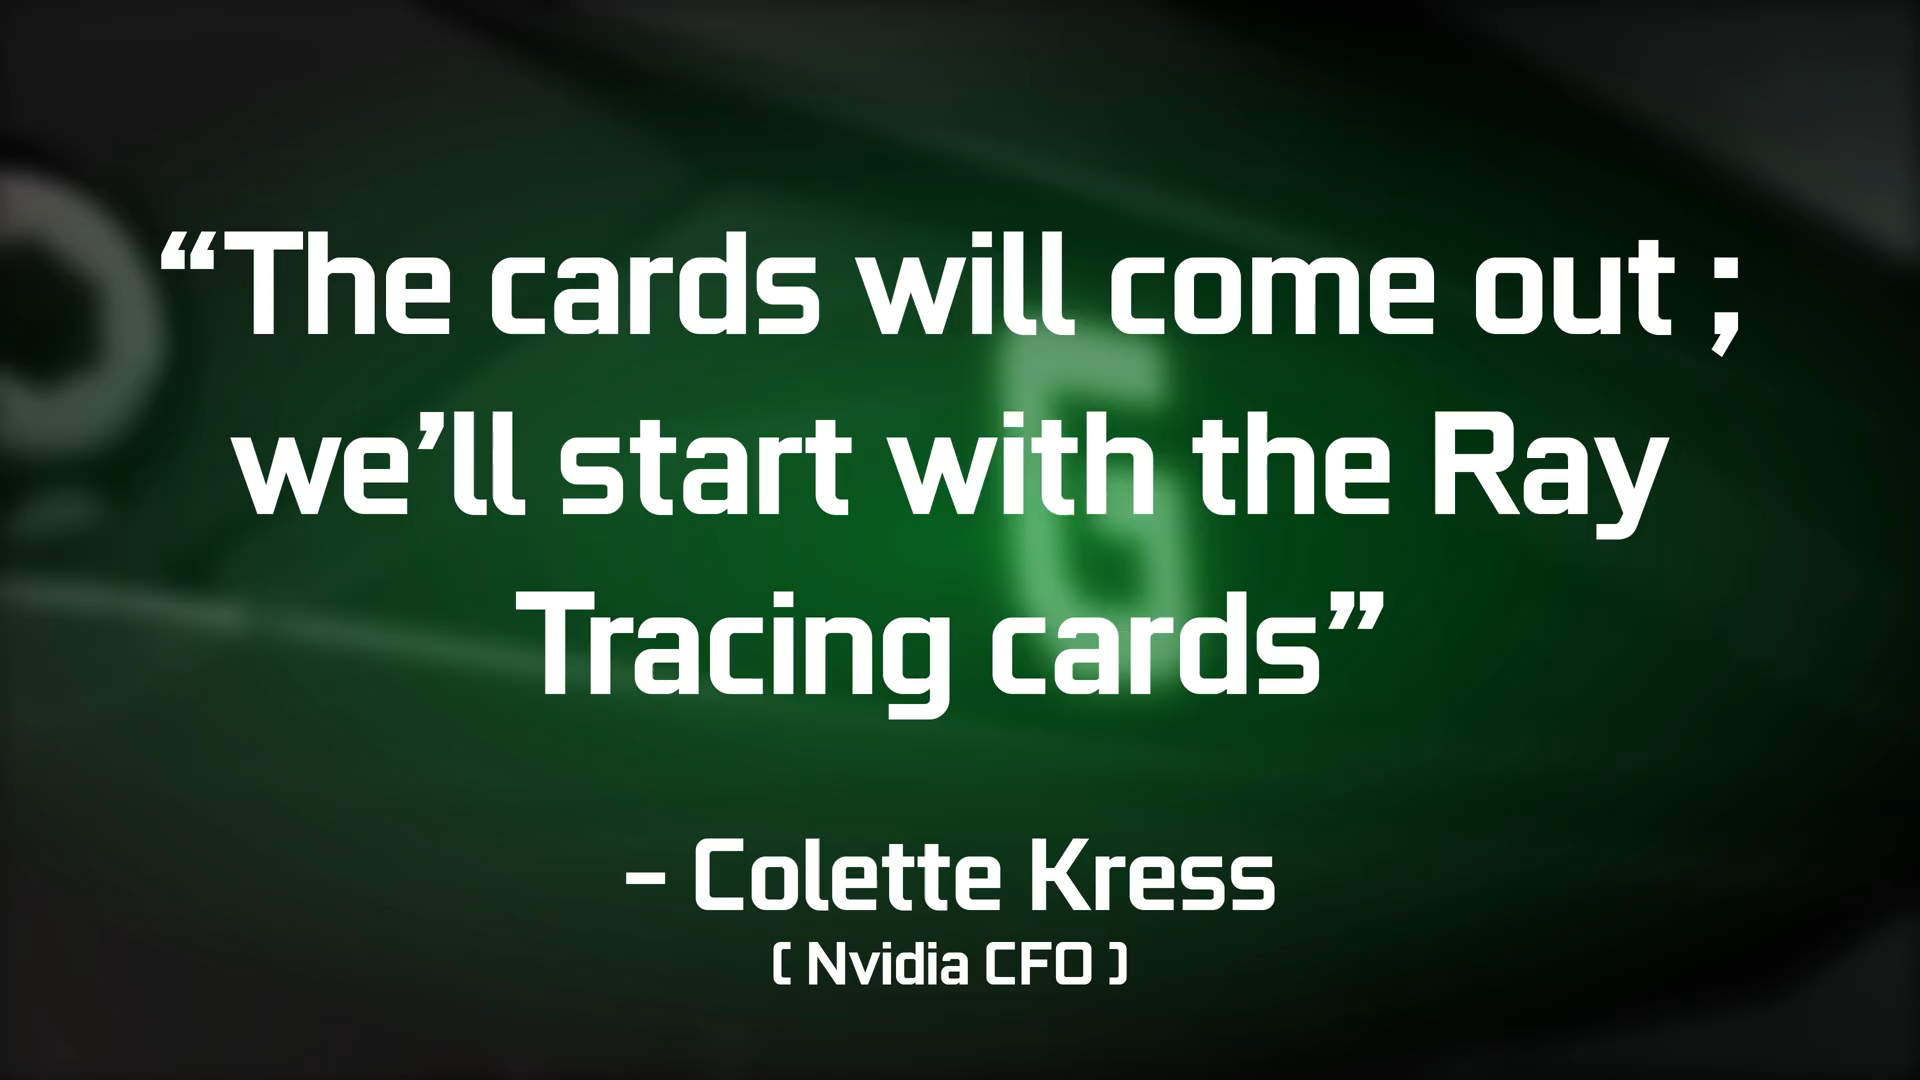 “The cards will come out ;
we’ll start with the Ray
Tracing cards”
– Colette Kress
( Nvidia CFO )
G